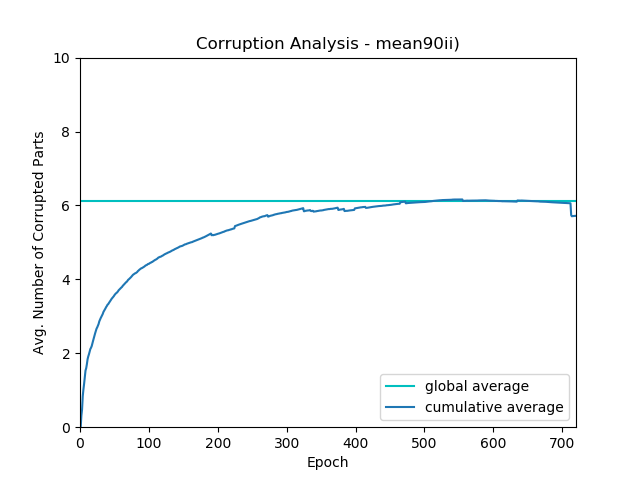 Corruption Analysis - mean90ii)
Avg. Number of Corrupted Parts
10
8
6
4
2
0
0 100 200 300 400 500 600 700
Epoch
global average
cumulative average